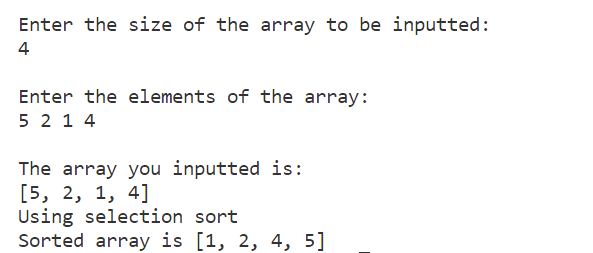 Enter the size of the array to be inputted:
4
Enter the elements of the array:
5 2 1 4
The array you inputted is:
[5, 2, 1, 4]
Using selection sort
Sorted array is [1, 2, 4, 5]